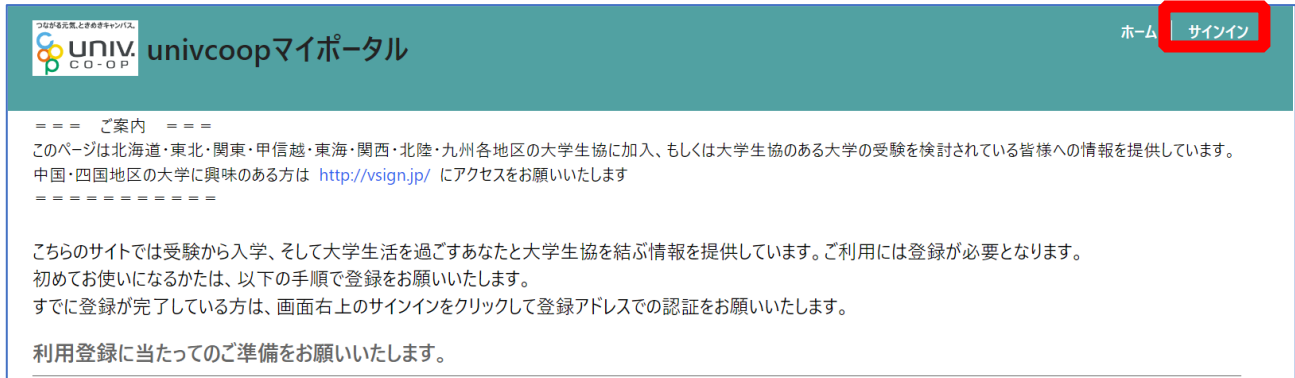 つながる元気、ときめきキャンパス。
univ.
CO-OP
univcoopマイポータル
ホーム
サインイン
＝＝＝　ご案内　＝＝＝
このページは北海道・東北・関東・甲信越・東海・関西・北陸・九州各地区の大学生協に加入、もしくは大学生協のある大学の受験を検討されている皆様への情報を提供しています。
中国・四国地区の大学に興味のある方は http://vsign.jp/ にアクセスをお願いいたします
＝＝＝＝＝＝＝＝＝＝＝
こちらのサイトでは受験から入学、そして大学生活を過ごすあなたと大学生協を結ぶ情報を提供しています。ご利用には登録が必要となります。
初めてお使いになるかたは、以下の手順で登録をお願いいたします。
すでに登録が完了している方は、画面右上のサインインをクリックして登録アドレスでの認証をお願いいたします。
利用登録に当たってのご準備をお願いいたします。